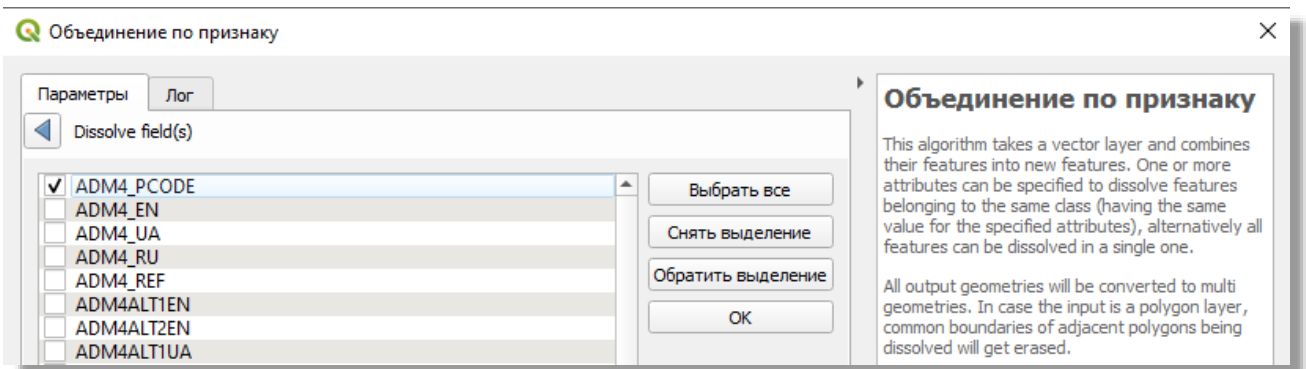 Объединение по признаку
Параметры
Лог
Dissolve field(s)
ADM4_PCODE
ADM4_EN
ADM4_UA
ADM4_RU
ADM4_REF
ADM4ALT1EN
ADM4ALT2EN
ADM4ALT1UA
Выбрать все
Снять выделение
Обратить выделение
OK
Объединение по признаку
This algorithm takes a vector layer and combines
their features into new features. One or more
attributes can be specified to dissolve features
belonging to the same class (having the same
value for the specified attributes), alternatively all
features can be dissolved in a single one.
All output geometries will be converted to multi
geometries. In case the input is a polygon layer,
common boundaries of adjacent polygons being
dissolved will get erased.